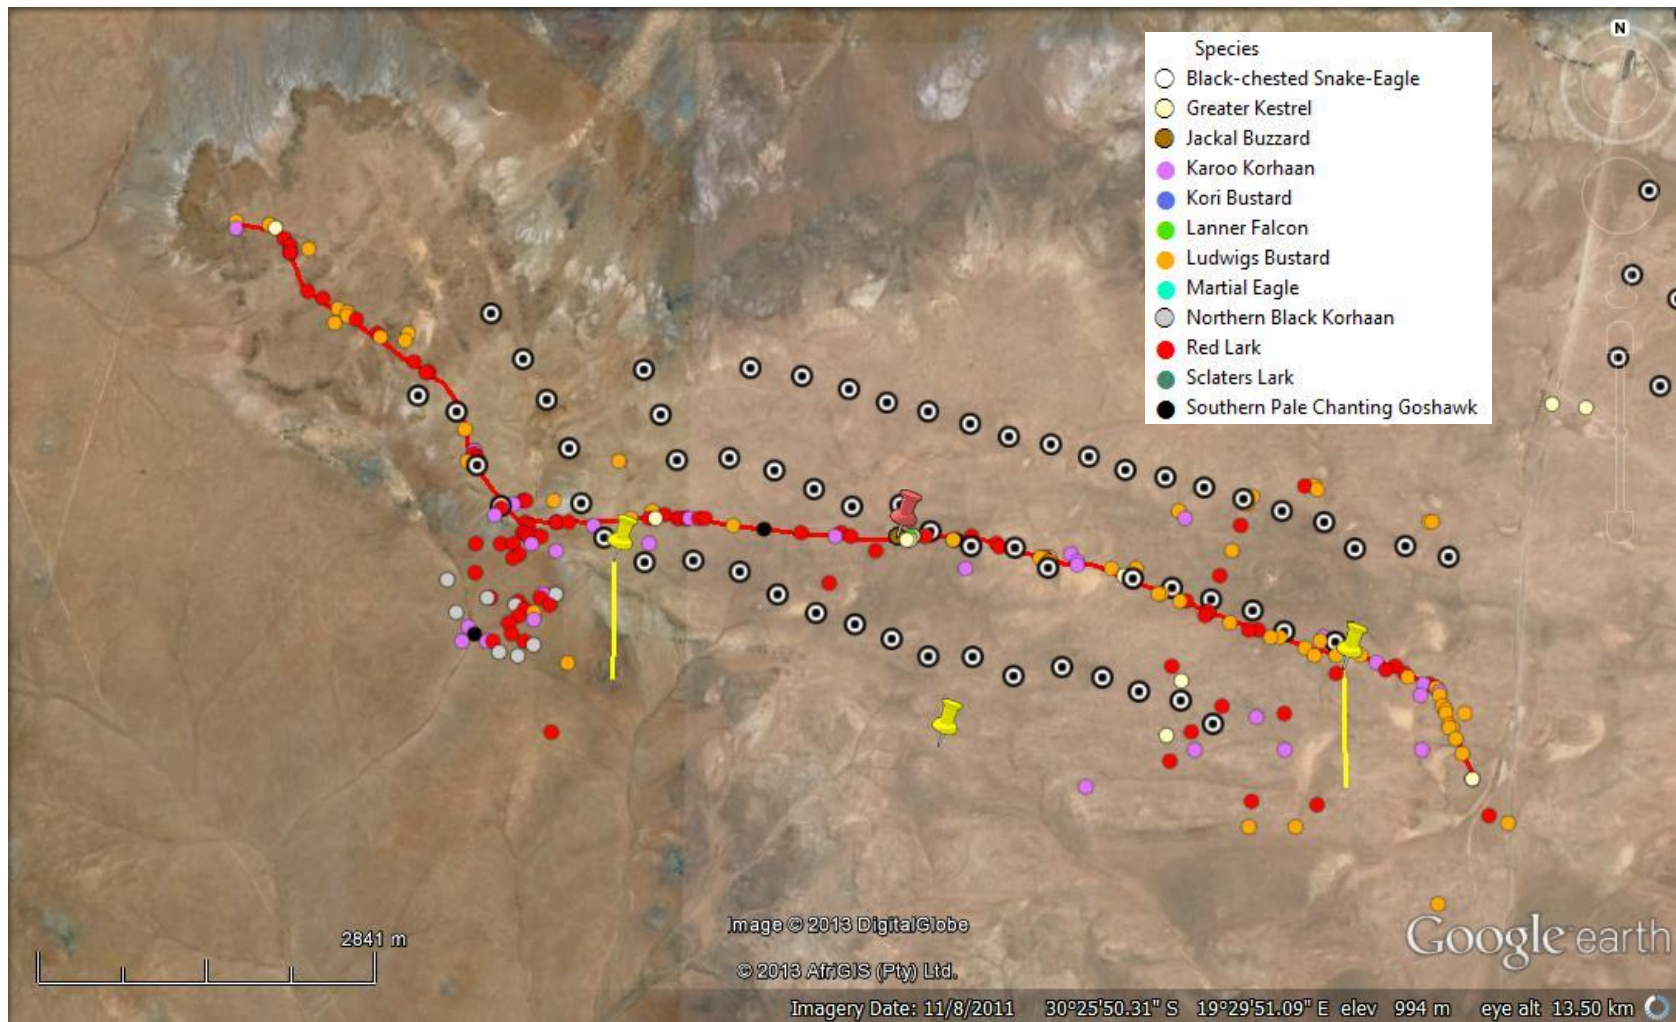 N
Species
Black-chested Snake-Eagle
Greater Kestrel
Jackal Buzzard
Karoo Korhaan
Kori Bustard
Lanner Falcon
Ludwigs Bustard
Martial Eagle
Northern Black Korhaan
Red Lark
Sclaters Lark
Southern Pale Chanting Goshawk
2841 m
Image © 2013 DigitalGlobe
© 2013 AfriGIS (Pty) Ltd.
Google earth
Imagery Date: 11/8/2011 30°25'50.31" S 19°29'51.09" E elev 994 m eye alt 13.50 km